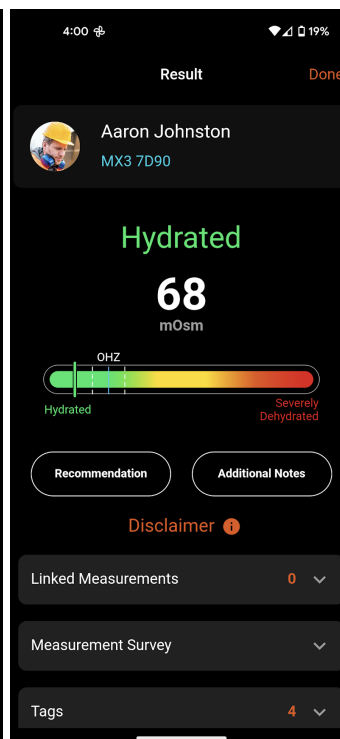 4:00 19%
Result Done
Aaron Johnston
MX3 7D90
Hydrated
68
mOsm
OHZ
Hydrated
Severely
Dehydrated
Recommendation
Additional Notes
Disclaimer
Linked Measurements 0
Measurement Survey
Tags 4